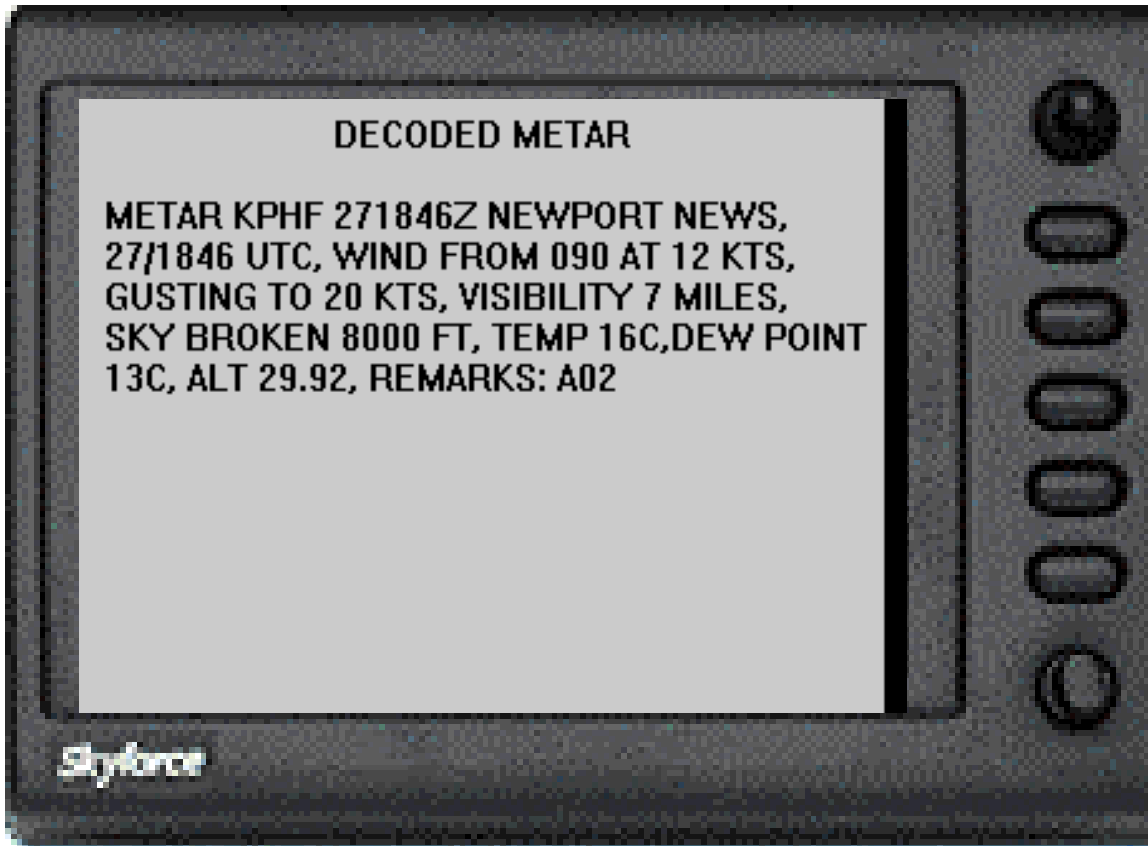 DECODED METAR
METAR KPHF 271846Z NEWPORT NEWS,
27/1846 UTC, WIND FROM 090 AT 12 KTS,
GUSTING TO 20 KTS, VISIBILITY 7 MILES,
SKY BROKEN 8000 FT, TEMP 16C,DEW POINT
13C, ALT 29.92, REMARKS: A02
Skyforce